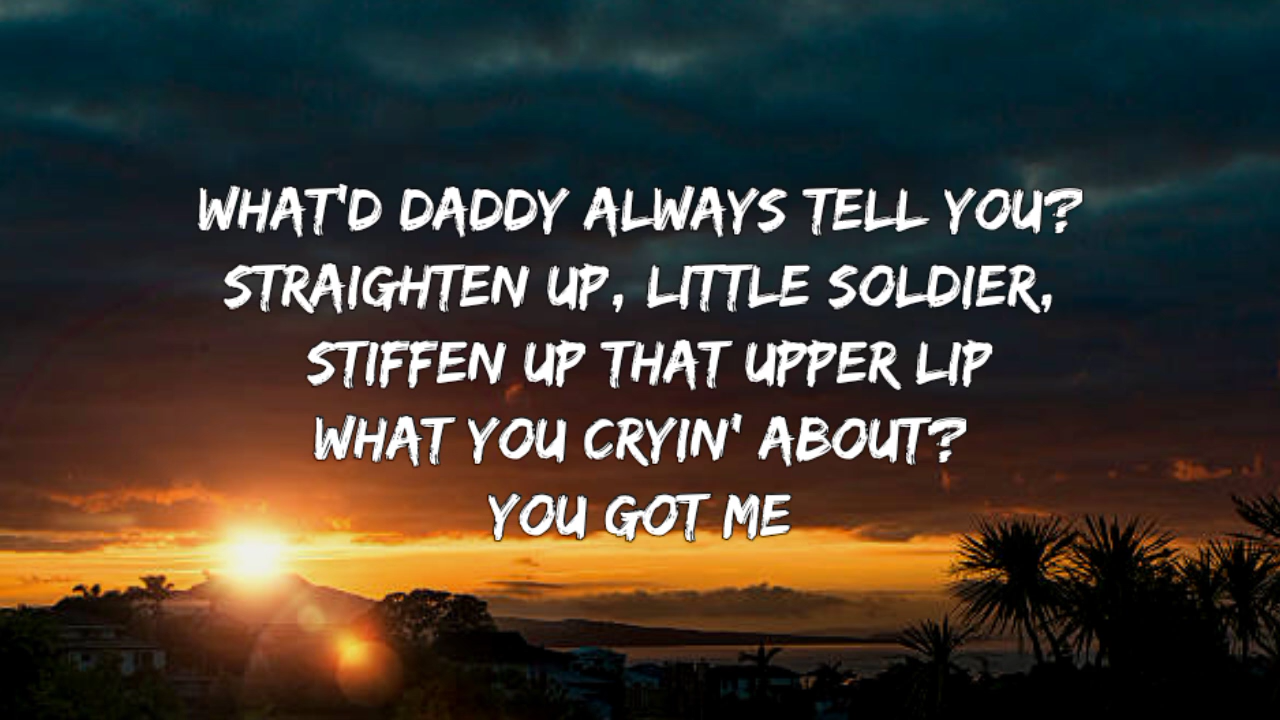 WHAT'D DADDY ALWAYS TELL YOU?
STRAIGHTEN UP, LITTLE SOLDIER,
STIFFEN UP THAT UPPER LIP
WHAT YOU CRYIN' ABOUT?
YOU GOT ME